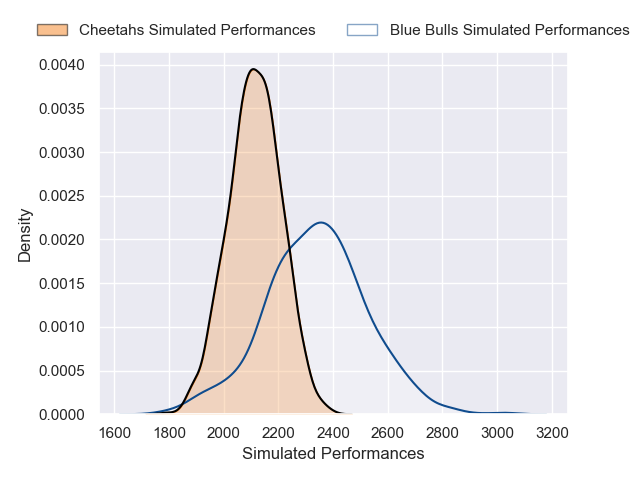 Cheetahs Simulated Performances
Blue Bulls Simulated Performances
0.0040
0.0035
0.0030
0.0025
0.0020
0.0015
0.0010
0.0005
0.0000
Density
1600 1800 2000 2200 2400 2600 2800 3000 3200
Simulated Performances